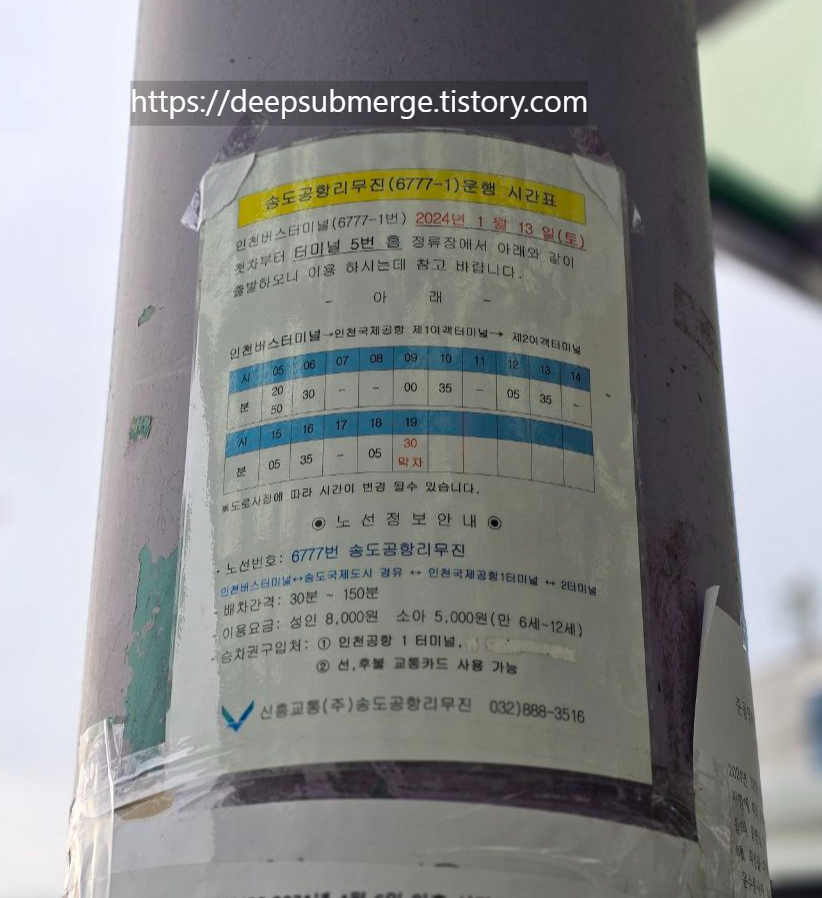 https://deepsubmerge.tistory.com
송도공항리무진(6777-1)운행 시간표
인천버스터미널(6777-1번) 2024년 1 월 13 일(토)
첫차부터 터미널 5번 홈 정류장에서 아래와 같이
출발하오니 이용 하시는데 참고 바랍니다.
- 아 래 -
인천버스터미널→인천국제공항 제1여객터미널→ 제2여객터미널
시 05 06 07 08 09 10 11 12 13 14
분 20 50 30 - - 00 35 - 05 35 -
시 15 16 17 18 19
분 05 35 - 05 30 막차
※도로사정에 따라 시간이 변경 될수 있습니다.
◉ 노 선 정 보 안 내 ◉
- 노선번호: 6777번 송도공항리무진
인천버스터미널↔송도국제도시 경유 ↔ 인천국제공항1터미널 ↔ 2터미널
- 배차간격: 30분 ~ 150분
- 이용요금: 성인 8,000원 소아 5,000원(만 6세~12세)
- 승차권구입처: ① 인천공항 1 터미널,
② 선,후불 교통카드 사용 가능
신흥교통(주)송도공항리무진 032)888-3516